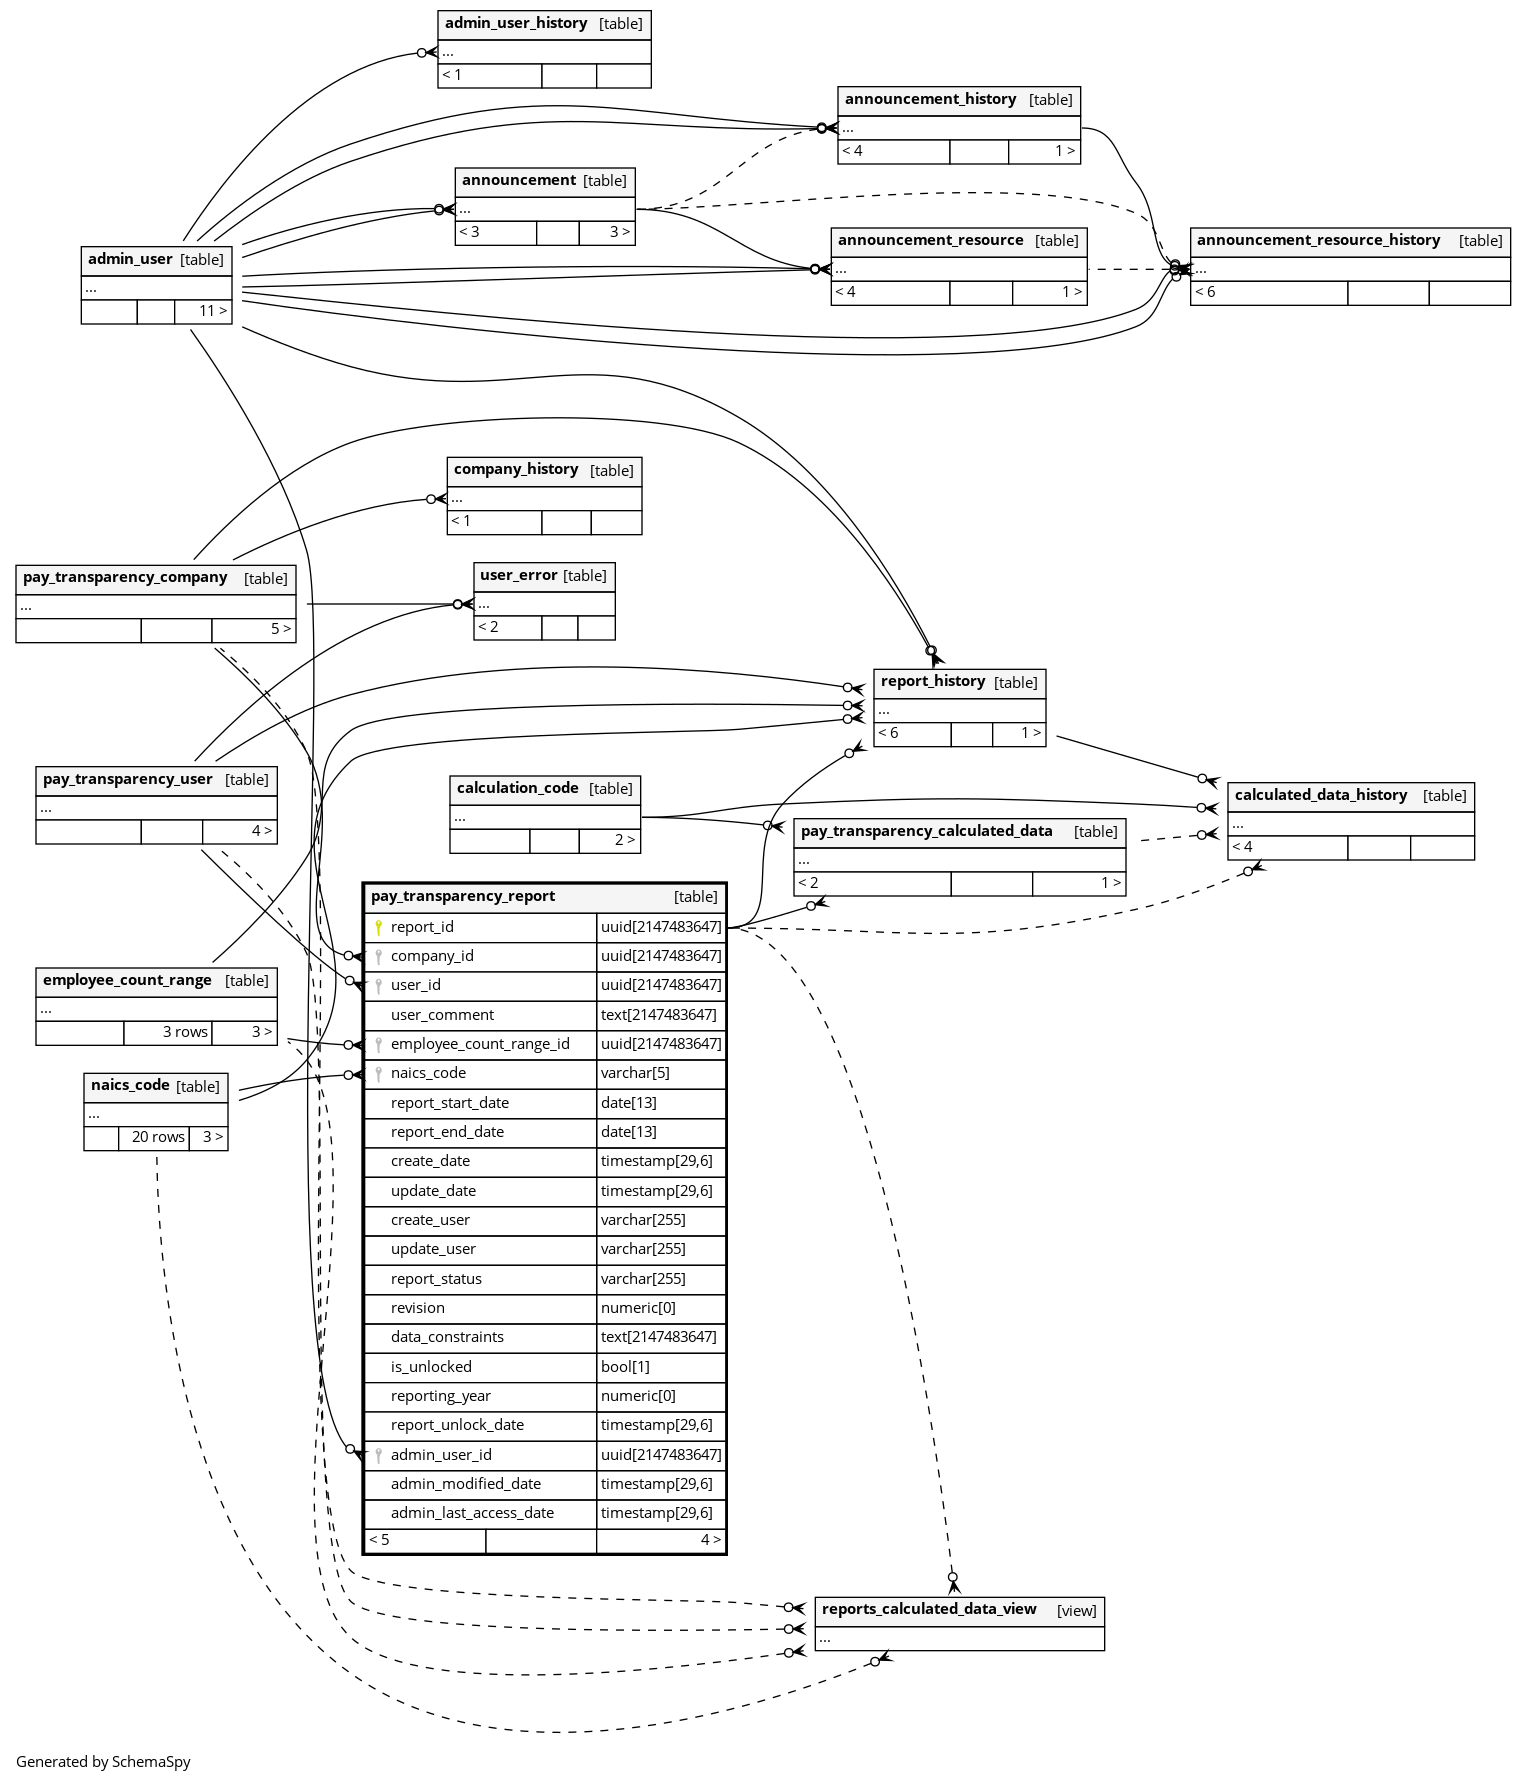 admin_user_history [table]
...
< 1
announcement_history [table]
...
< 4 1 >
announcement [table]
...
< 3 3 >
announcement_resource [table]
...
< 4 1 >
announcement_resource_history [table]
...
< 6
admin_user [table]
...
11 >
company_history [table]
...
< 1
pay_transparency_company [table]
...
5 >
user_error [table]
...
< 2
report_history [table]
...
< 6 1 >
pay_transparency_user [table]
...
4 >
calculation_code [table]
...
2 >
calculated_data_history [table]
...
< 4
pay_transparency_calculated_data [table]
...
< 2 1 >
employee_count_range [table]
...
3 rows 3 >
naics_code [table]
...
20 rows 3 >
pay_transparency_report [table]
report_id uuid[2147483647]
company_id uuid[2147483647]
user_id uuid[2147483647]
user_comment text[2147483647]
employee_count_range_id uuid[2147483647]
naics_code varchar[5]
report_start_date date[13]
report_end_date date[13]
create_date timestamp[29,6]
update_date timestamp[29,6]
create_user varchar[255]
update_user varchar[255]
report_status varchar[255]
revision numeric[0]
data_constraints text[2147483647]
is_unlocked bool[1]
reporting_year numeric[0]
report_unlock_date timestamp[29,6]
admin_user_id uuid[2147483647]
admin_modified_date timestamp[29,6]
admin_last_access_date timestamp[29,6]
< 5 4 >
reports_calculated_data_view [view]
...
Generated by SchemaSpy